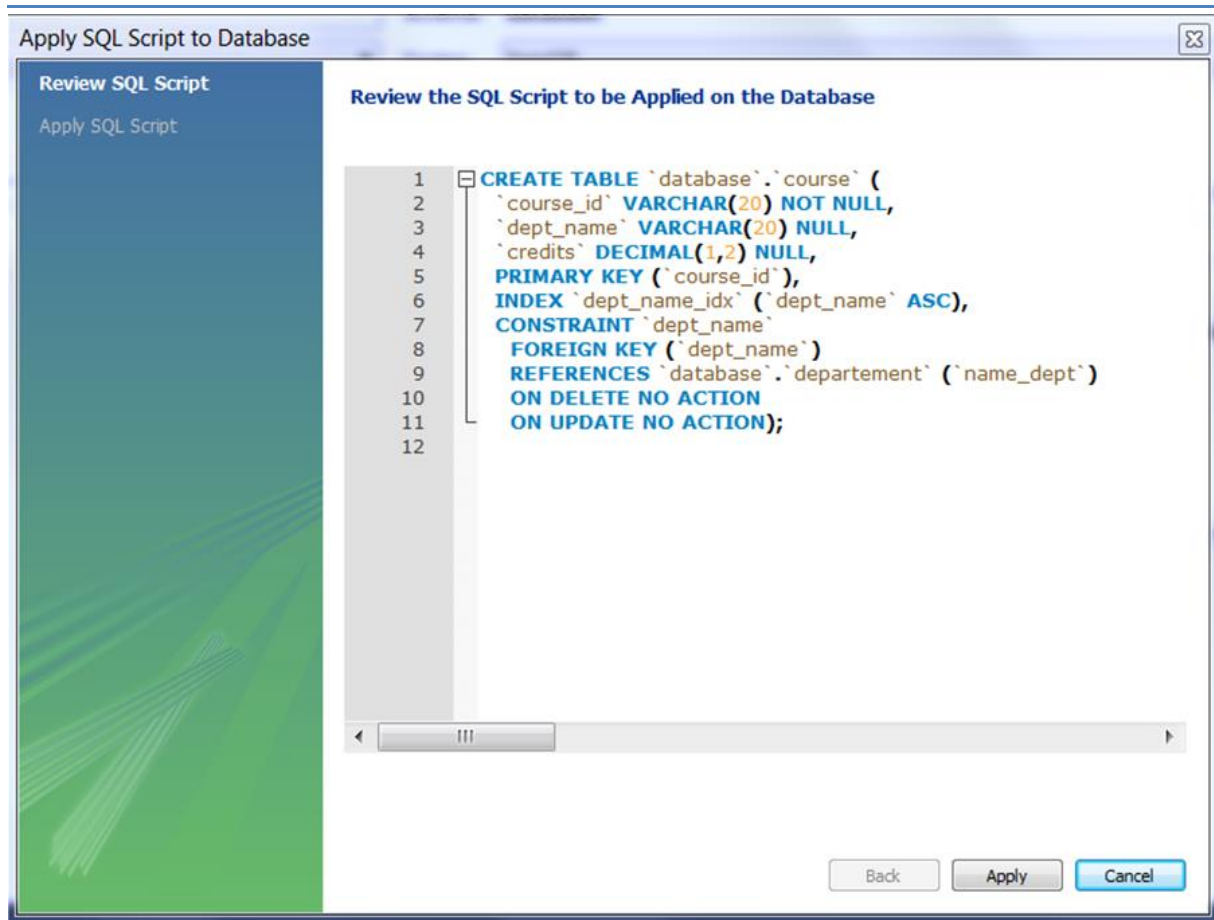 Apply SQL Script to Database
Review SQL Script
Apply SQL Script
Review the SQL Script to be Applied on the Database
1 CREATE TABLE `database`.`course` (
2 `course_id` VARCHAR(20) NOT NULL,
3 `dept_name` VARCHAR(20) NULL,
4 `credits` DECIMAL(1,2) NULL,
5 PRIMARY KEY (`course_id`),
6 INDEX `dept_name_idx` (`dept_name` ASC),
7 CONSTRAINT `dept_name`
8 FOREIGN KEY (`dept_name`)
9 REFERENCES `database`.`departement` (`name_dept`)
10 ON DELETE NO ACTION
11 ON UPDATE NO ACTION);
12
Back Apply Cancel